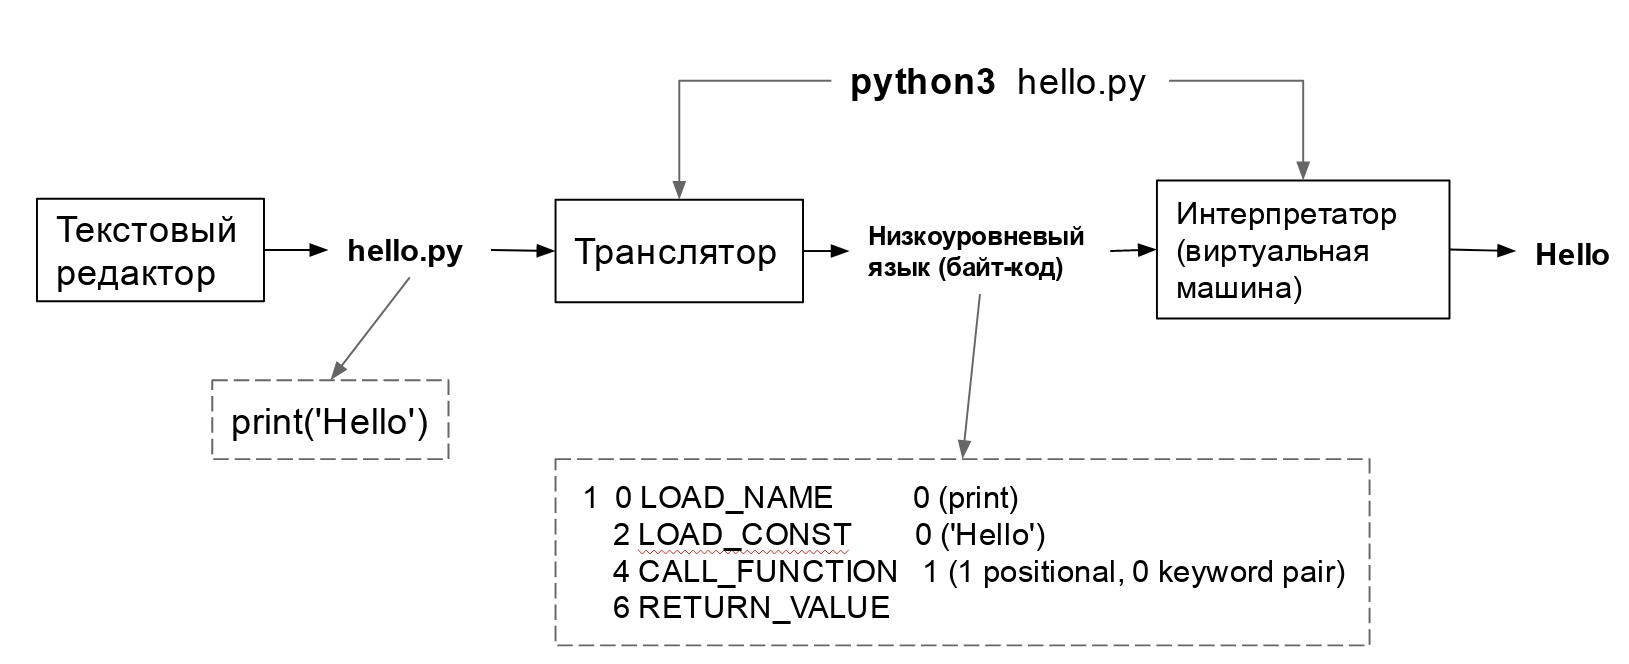 python3 hello.py
Текстовый
редактор
hello.py
Транслятор
Низкоуровневый
язык (байт-код)
Интерпретатор
(виртуальная
машина)
Hello
print('Hello')
1 0 LOAD_NAME 0 (print)
2 LOAD_CONST 0 ('Hello')
4 CALL_FUNCTION 1 (1 positional, 0 keyword pair)
6 RETURN_VALUE